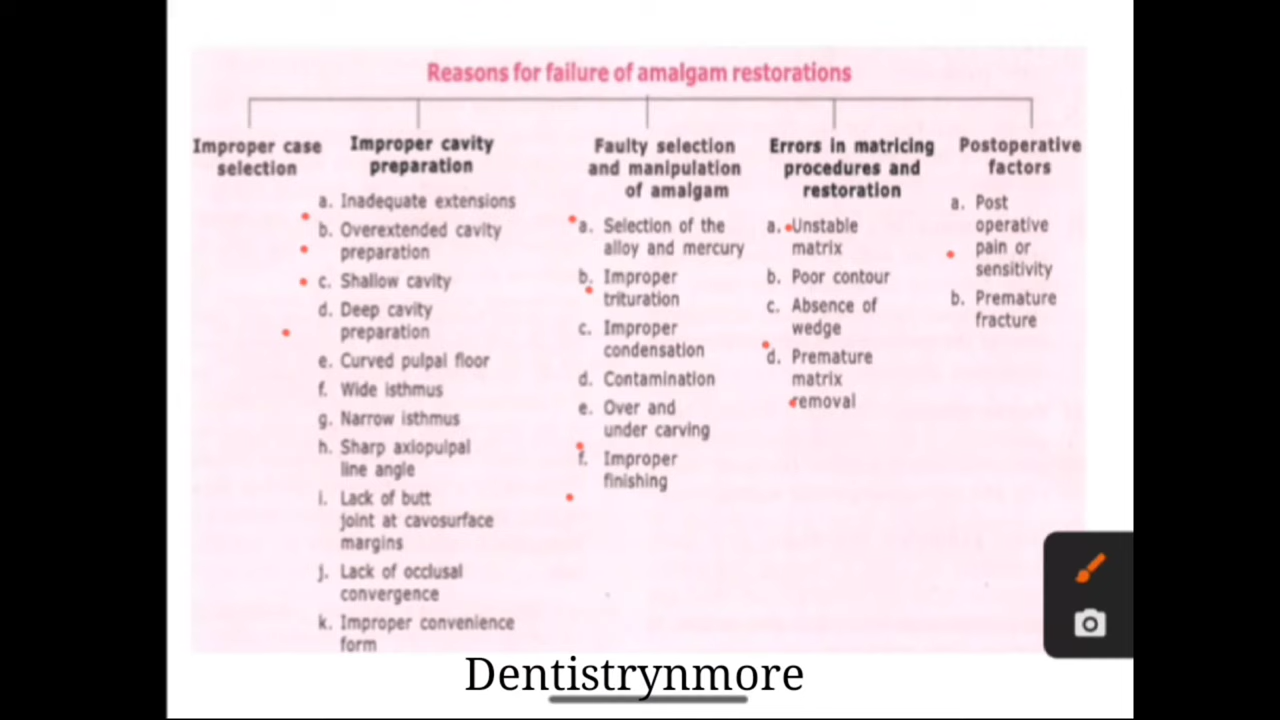 Reasons for failure of amalgam restorations
Improper case
selection
Improper cavity
preparation
a. Inadequate extensions
b. Overextended cavity
preparation
c. Shallow cavity
d. Deep cavity
preparation
e. Curved pulpal floor
f. Wide isthmus
g. Narrow isthmus
h. Sharp axiopulpal
line angle
i. Lack of butt
joint at cavosurface
margins
j. Lack of occlusal
convergence
k. Improper convenience
form
Faulty selection
and manipulation
of amalgam
a. Selection of the
alloy and mercury
b. Improper
trituration
c. Improper
condensation
d. Contamination
e. Over and
under carving
f. Improper
finishing
Errors in matricing
procedures and
restoration
a. Unstable
matrix
b. Poor contour
c. Absence of
wedge
d. Premature
matrix
removal
Postoperative
factors
a. Post
operative
pain or
sensitivity
b. Premature
fracture
Dentistrynmore